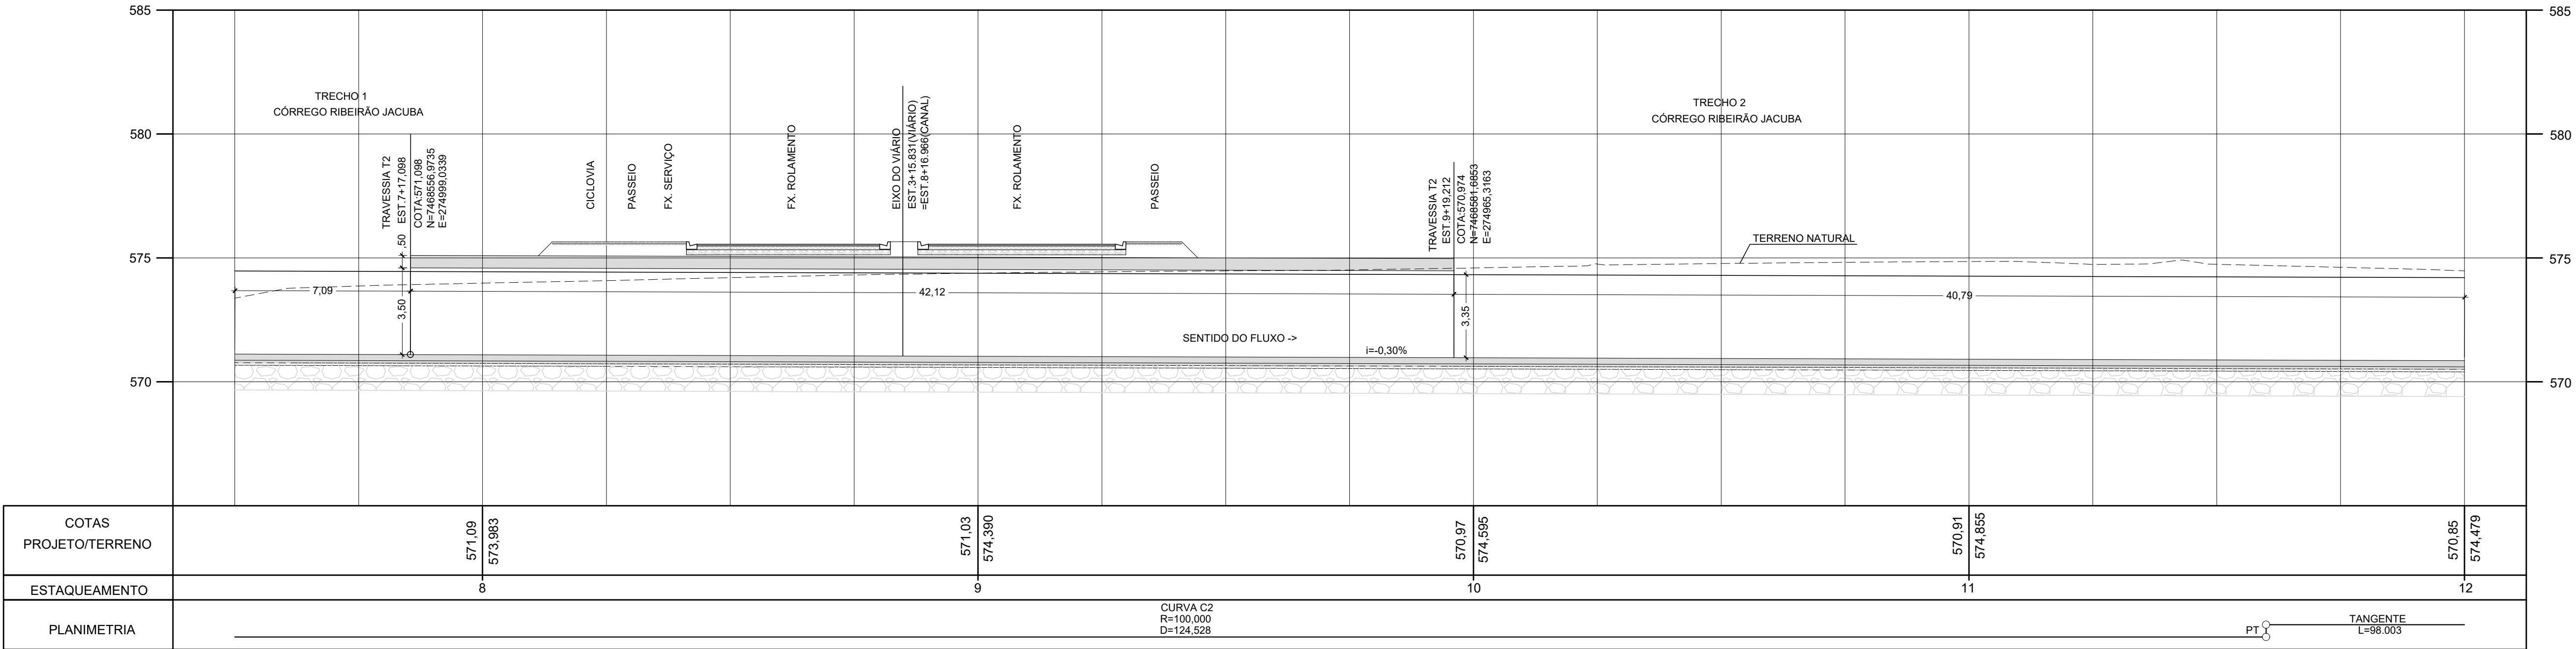 585
585
580
580
575
575
570
570
TRECHO 1
CÓRREGO RIBEIRÃO JACUBA
TRAVESSIA T2
EST.7+17,098
COTA:571,098
N=7468556,9735
E=274999,0339
CICLOVIA
PASSEIO
FX. SERVIÇO
FX. ROLAMENTO
EIXO DO VIÁRIO
EST.3+15.831(VIÁRIO)
=EST.8+16.966(CANAL)
FX. ROLAMENTO
PASSEIO
TRAVESSIA T2
EST.9+19,212
COTA:570,974
N=7468581,6853
E=274965,3163
TRECHO 2
CÓRREGO RIBEIRÃO JACUBA
TERRENO NATURAL
,50
7,09
3,50
42,12
3,35
40,79
SENTIDO DO FLUXO ->
i=-0,30%
COTAS
PROJETO/TERRENO
571,09
573,983
571,03
574,390
570,97
574,595
570,91
574,855
570,85
574,479
ESTAQUEAMENTO
8
9
10
11
12
PLANIMETRIA
CURVA C2
R=100,000
D=124,528
PT
TANGENTE
L=98.003